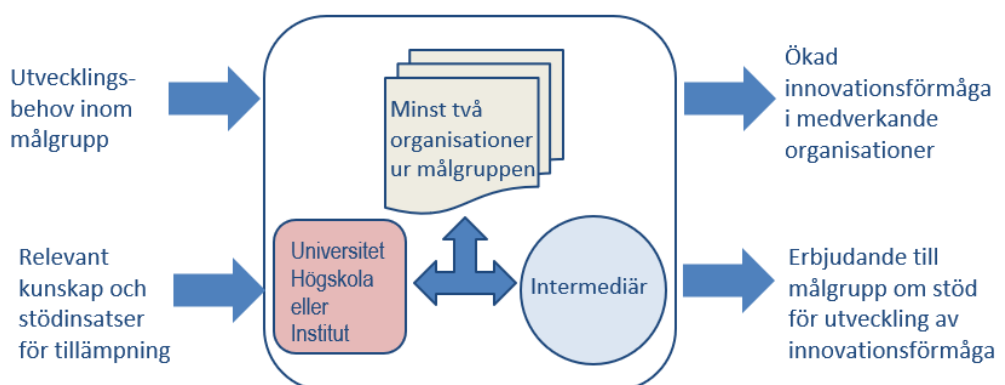 Utvecklings-
behov inom
målgrupp
Minst två
organisationer
ur målgruppen
Ökad
innovationsförmåga
i medverkande
organisationer
Relevant
kunskap och
stödinsatser
för tillämpning
Universitet
Högskola
eller
Institut
Intermediär
Erbjudande till
målgrupp om stöd
för utveckling av
innovationsförmåga